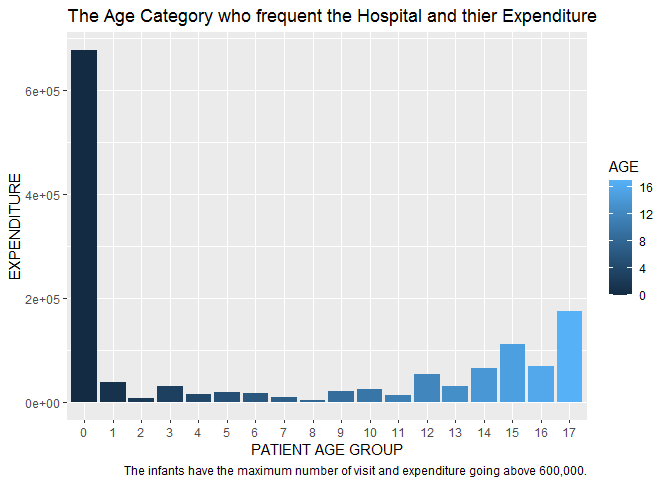 The Age Category who frequent the Hospital and thier Expenditure
6e+05
4e+05
2e+05
0e+00
EXPENDITURE
0 1 2 3 4 5 6 7 8 9 10 11 12 13 14 15 16 17
PATIENT AGE GROUP
The infants have the maximum number of visit and expenditure going above 600,000.
AGE
16
12
8
4
0